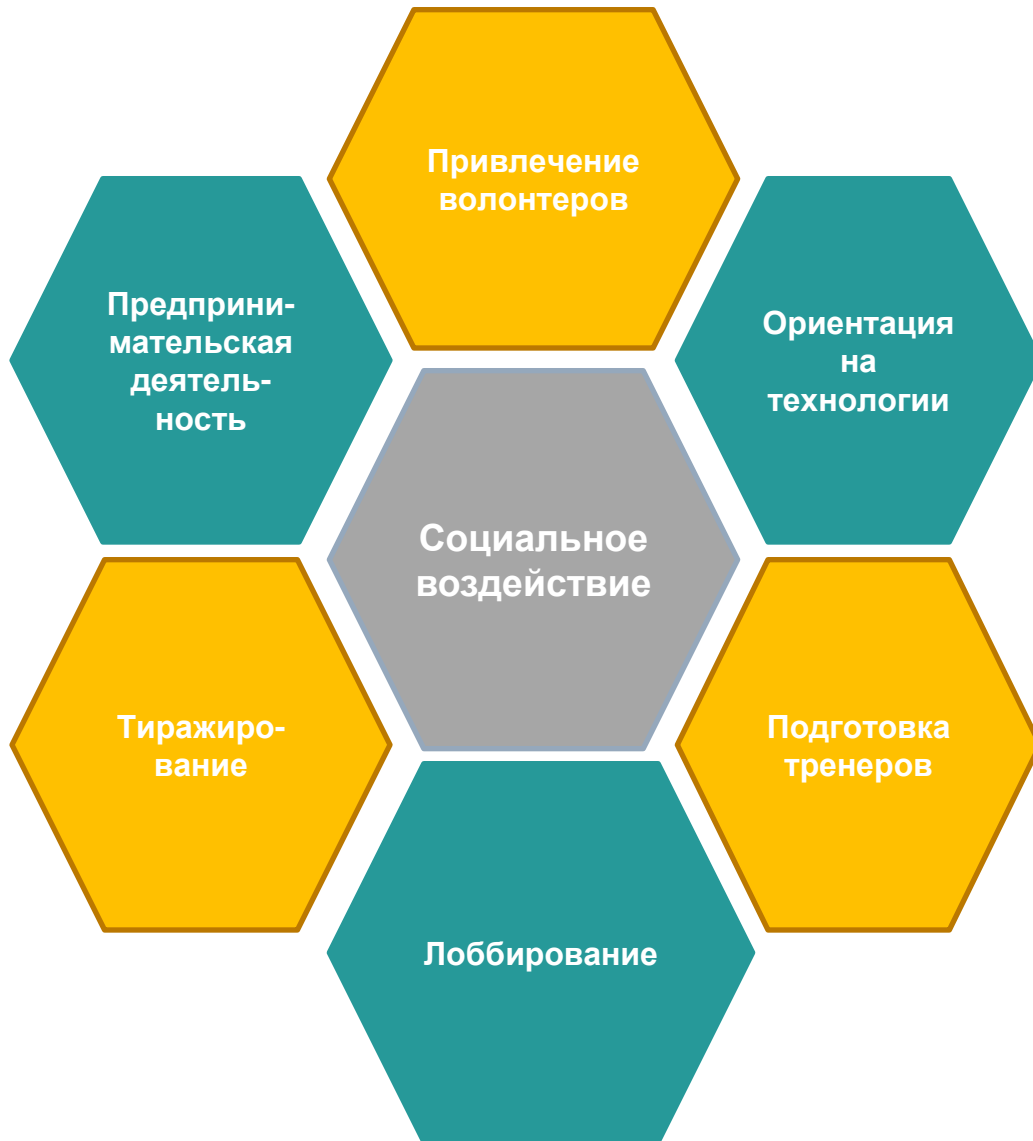 Привлечение
волонтеров
Предприни-
мательская
деятель-
ность
Ориентация
на
технологии
Социальное
воздействие
Тиражиро-
вание
Подготовка
тренеров
Лоббирование